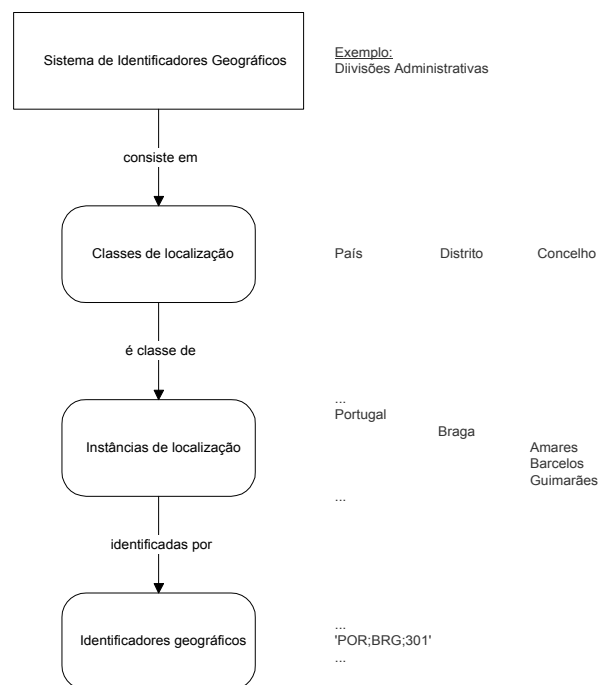 Sistema de Identificadores Geográficos
Exemplo:
Diivisões Administrativas
consiste em
Classes de localização
País Distrito Concelho
é classe de
Instâncias de localização
...
Portugal
Braga
Amares
Barcelos
Guimarães
...
identificadas por
Identificadores geográficos
...
'POR;BRG;301'
...